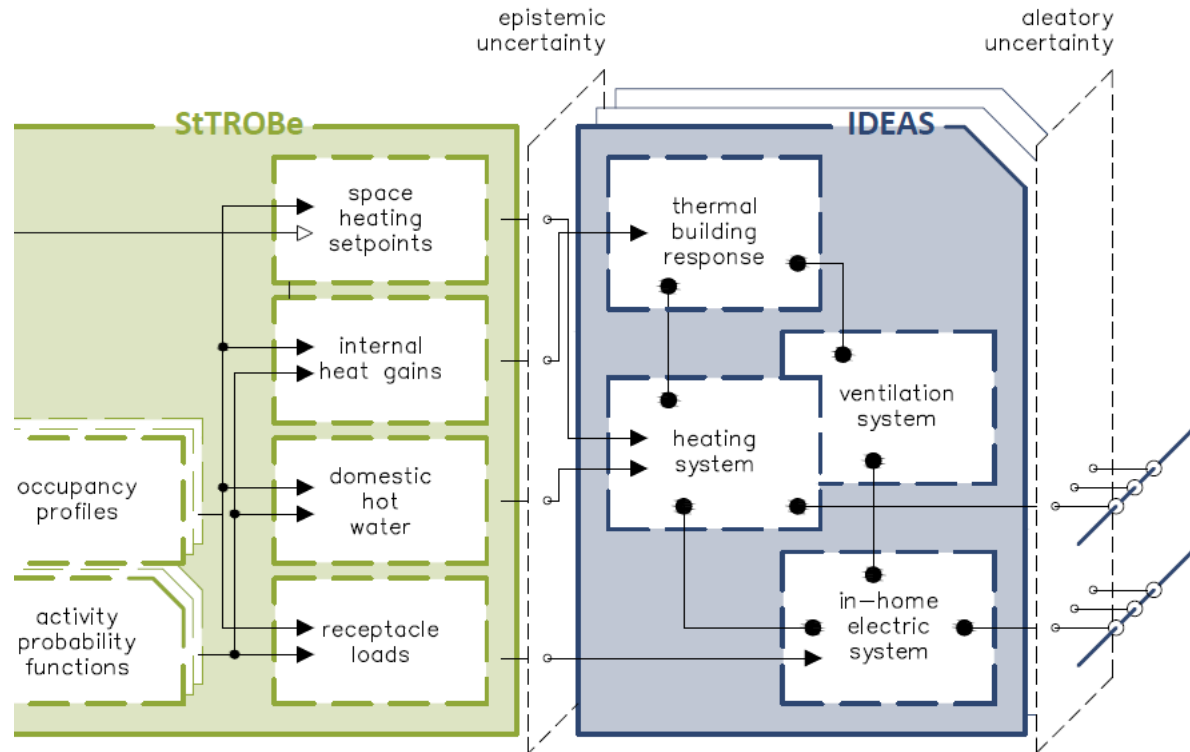 epistemic
uncertainty
aleatory
uncertainty
StTROBe
IDEAS
space
heating
setpoints
thermal
building
response
internal
heat gains
ventilation
system
heating
system
occupancy
profiles
domestic
hot
water
activity
probability
functions
receptacle
loads
in-home
electric
system